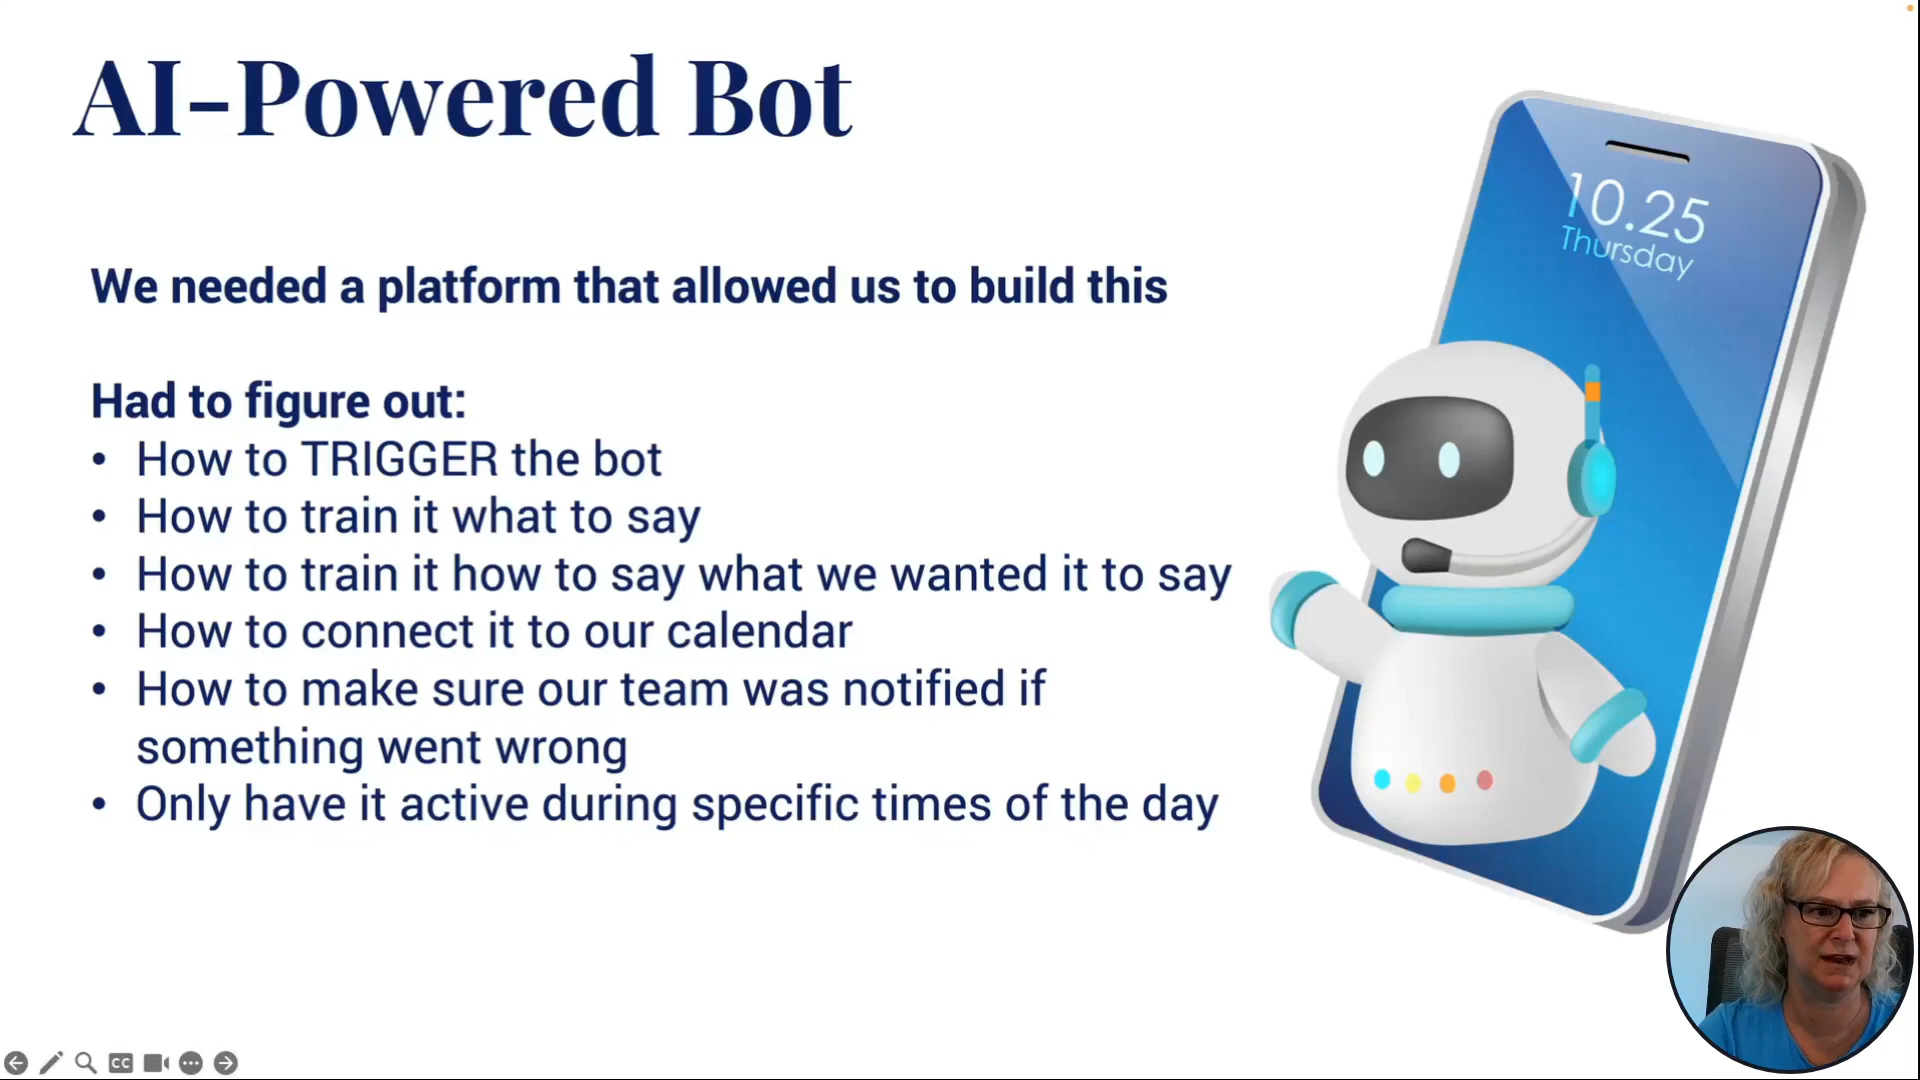 AI-Powered Bot
10.25
Thursday
We needed a platform that allowed us to build this
Had to figure out:
• How to TRIGGER the bot
• How to train it what to say
• How to train it how to say what we wanted it to say
• How to connect it to our calendar
• How to make sure our team was notified if
something went wrong
• Only have it active during specific times of the day
CC